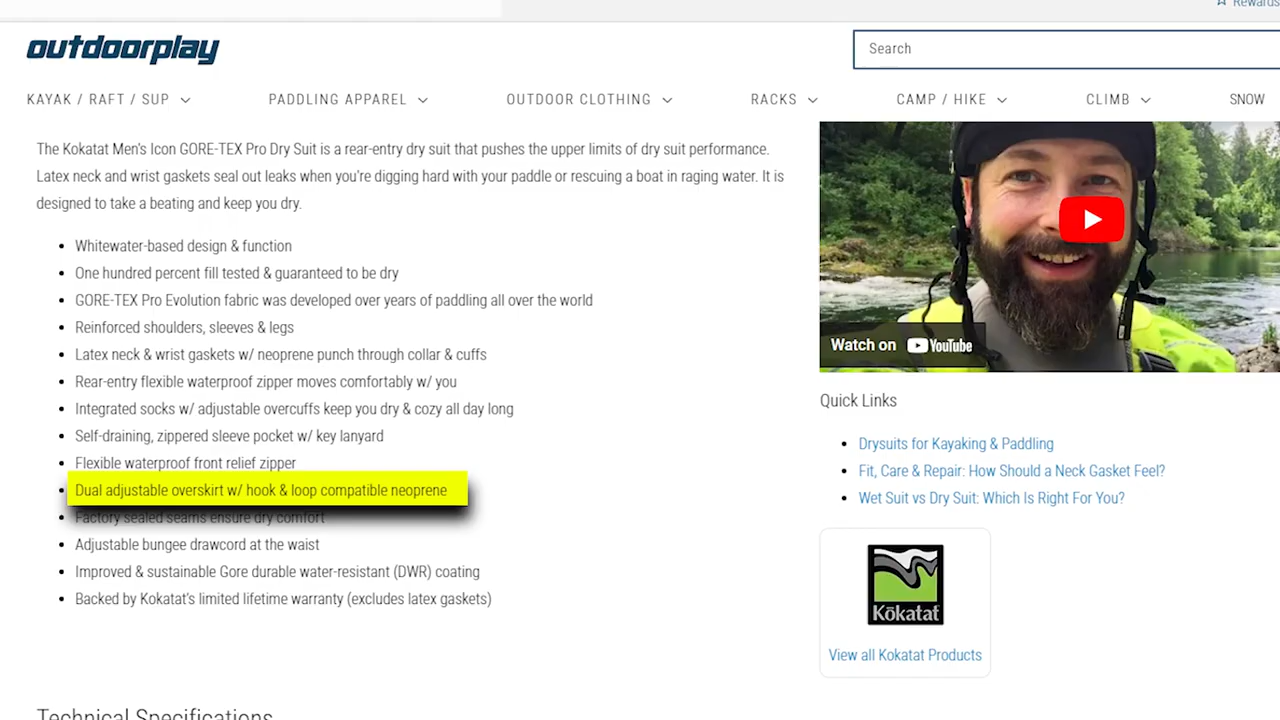 Rewards
outdoorplay
Search
KAYAK / RAFT / SUP
PADDLING APPAREL
OUTDOOR CLOTHING
RACKS
CAMP / HIKE
CLIMB
SNOW
The Kokatat Men's Icon GORE-TEX Pro Dry Suit is a rear-entry dry suit that pushes the upper limits of dry suit performance.
Latex neck and wrist gaskets seal out leaks when you're digging hard with your paddle or rescuing a boat in raging water. It is
designed to take a beating and keep you dry.
Whitewater-based design & function
One hundred percent fill tested & guaranteed to be dry
GORE-TEX Pro Evolution fabric was developed over years of paddling all over the world
Reinforced shoulders, sleeves & legs
Latex neck & wrist gaskets w/ neoprene punch through collar & cuffs
Rear-entry flexible waterproof zipper moves comfortably w/ you
Integrated socks w/ adjustable overcuffs keep you dry & cozy all day long
Self-draining, zippered sleeve pocket w/ key lanyard
Flexible waterproof front relief zipper
Dual adjustable overskirt w/ hook & loop compatible neoprene
Factory sealed seams ensure dry comfort
Adjustable bungee drawcord at the waist
Improved & sustainable Gore durable water-resistant (DWR) coating
Backed by Kokatat's limited lifetime warranty (excludes latex gaskets)
Watch on YouTube
Quick Links
Drysuits for Kayaking & Paddling
Fit, Care & Repair: How Should a Neck Gasket Feel?
Wet Suit vs Dry Suit: Which Is Right For You?
Kōkatat
View all Kokatat Products
Technical Specifications